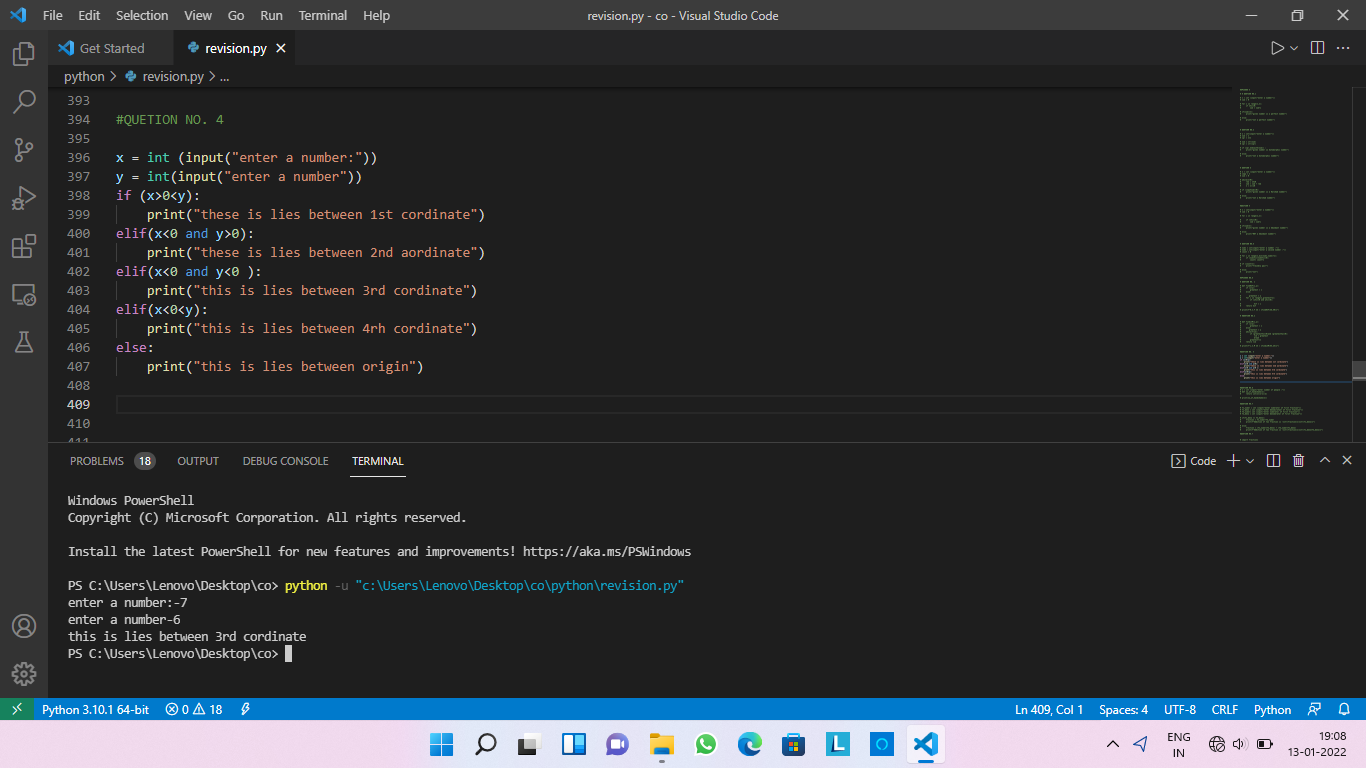 File Edit Selection View Go Run Terminal Help
revision.py - co - Visual Studio Code
Get Started
revision.py
python > revision.py > ...
393
394 #QUETION NO. 4
395
396 x = int (input("enter a number:"))
397 y = int(input("enter a number"))
398 if (x>0<y):
399 print("these is lies between 1st cordinate")
400 elif(x<0 and y>0):
401 print("these is lies between 2nd aordinate")
402 elif(x<0 and y<0 ):
403 print("this is lies between 3rd cordinate")
404 elif(x<0<y):
405 print("this is lies between 4rh cordinate")
406 else:
407 print("this is lies between origin")
408
409
410
411
PROBLEMS 18 OUTPUT DEBUG CONSOLE TERMINAL
Code
Windows PowerShell
Copyright (C) Microsoft Corporation. All rights reserved.
Install the latest PowerShell for new features and improvements! https://aka.ms/PSWindows
PS C:\Users\Lenovo\Desktop\co> python -u "c:\Users\Lenovo\Desktop\co\python\revision.py"
enter a number:-7
enter a number-6
this is lies between 3rd cordinate
PS C:\Users\Lenovo\Desktop\co>
Python 3.10.1 64-bit 0 18
Ln 409, Col 1 Spaces: 4 UTF-8 CRLF Python
ENG
IN
19:08
13-01-2022